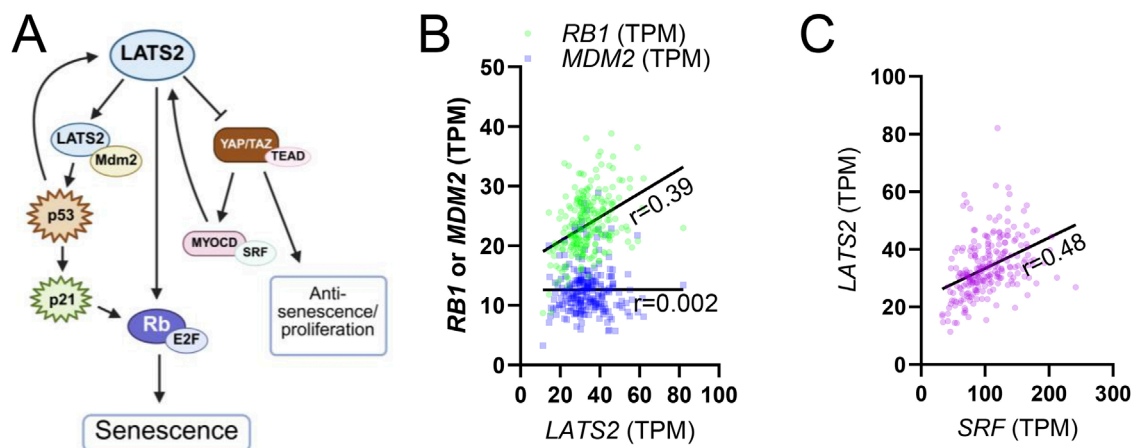 A
LATS2
LATS2
Mdm2
YAP/TAZ
TEAD
p53
MYOCD
SRF
p21
Rb
E2F
Anti-
senescence/
proliferation
Senescence
B
RB1 (TPM)
MDM2 (TPM)
RB1 or MDM2 (TPM)
50
40
30
20
10
0
r=0.39
r=0.002
0 20 40 60 80 100
LATS2 (TPM)
C
LATS2 (TPM)
100
80
60
40
20
0
r=0.48
0 100 200 300
SRF (TPM)